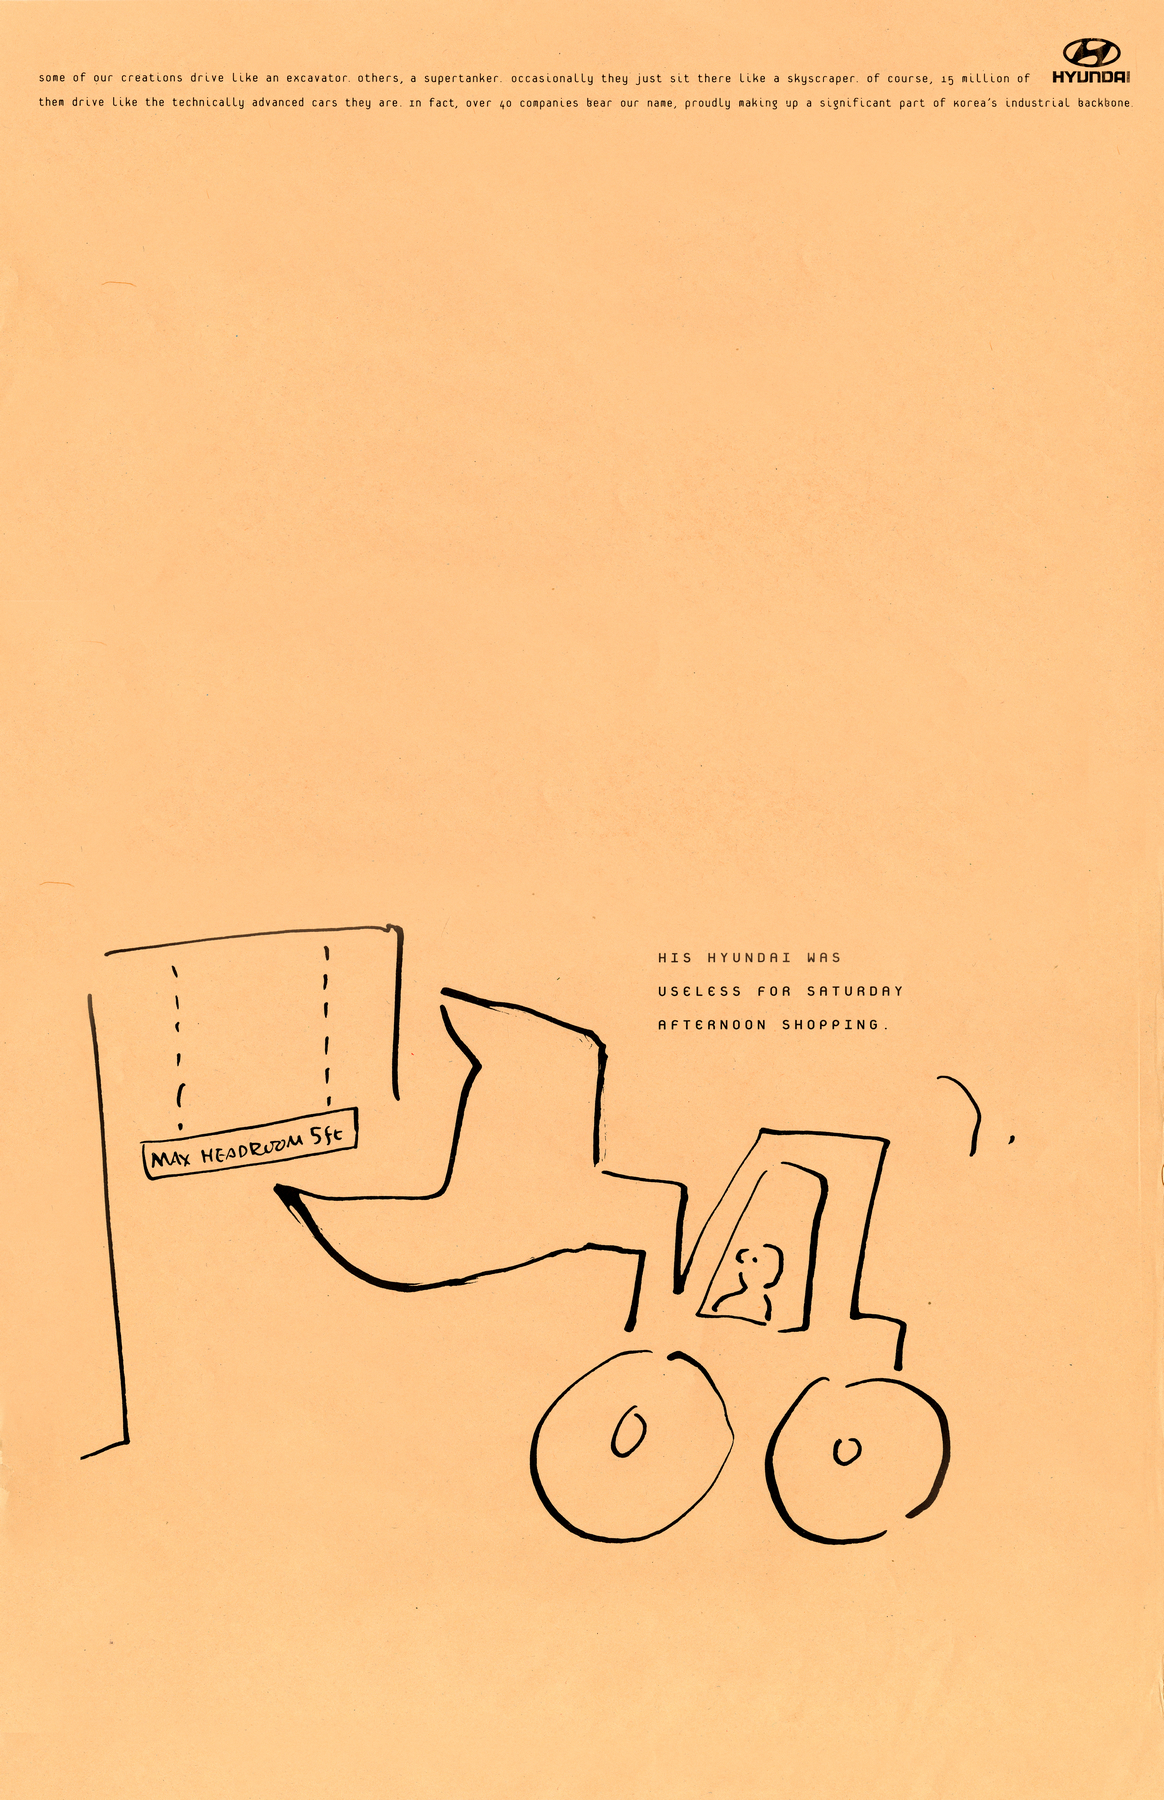 some of our creations drive like an excavator. others, a supertanker. occasionally they just sit there like a skyscraper. of course, 15 million of
HYUNDAI
them drive like the technically advanced cars they are. in fact, over 40 companies bear our name, proudly making up a significant part of korea's industrial backbone.
HIS HYUNDAI WAS
USELESS FOR SATURDAY
AFTERNOON SHOPPING.
MAX HEADROOM 5ft